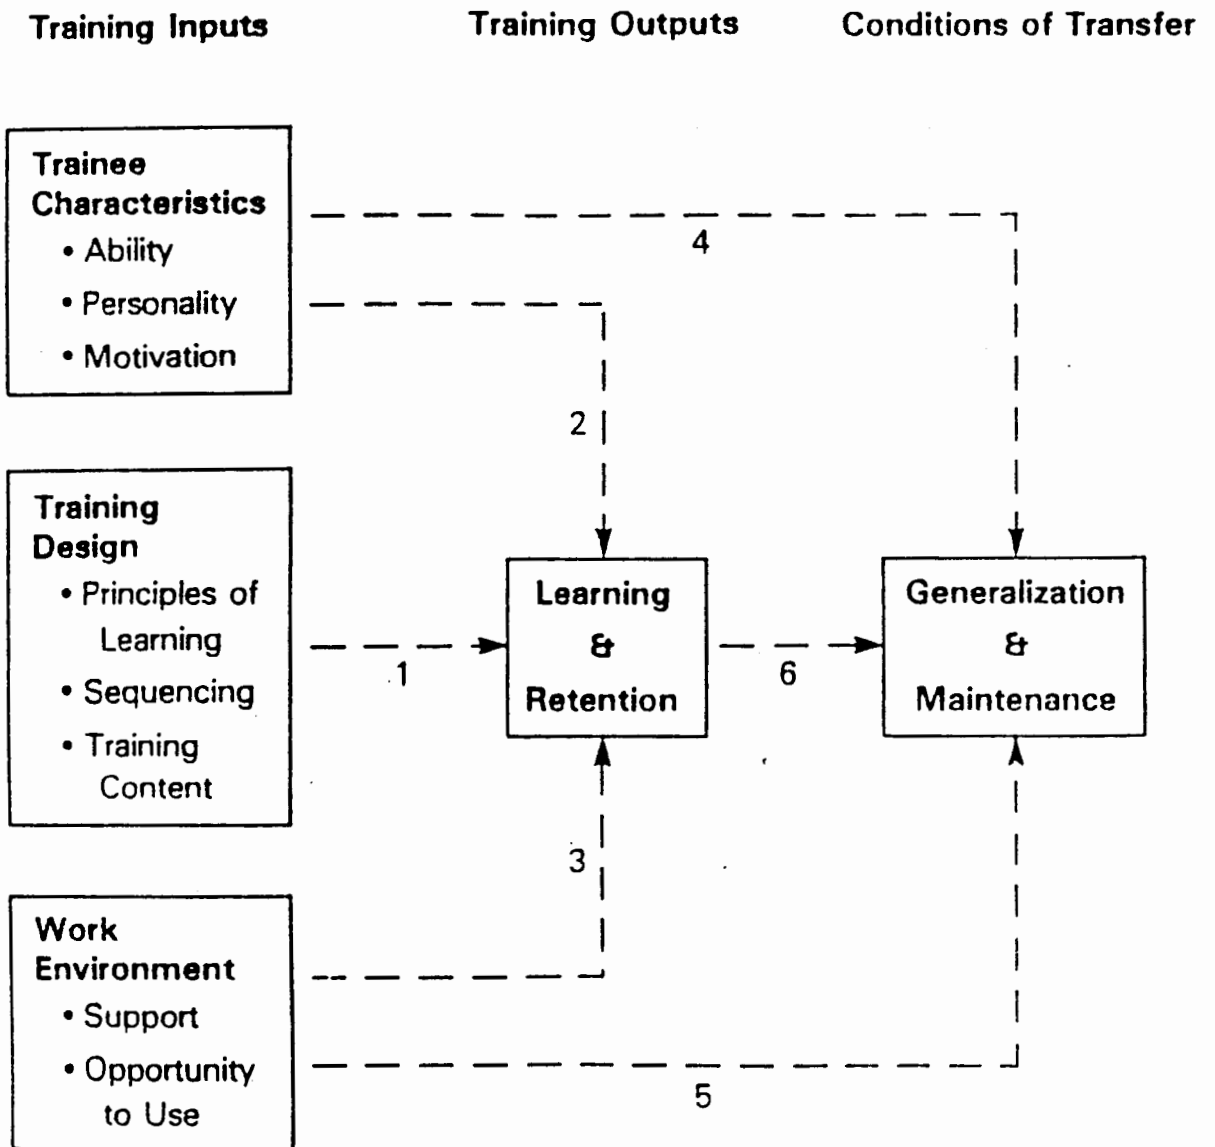 Training Inputs
Training Outputs
Conditions of Transfer
Trainee
Characteristics
• Ability
• Personality
• Motivation
4
2
Training
Design
• Principles of
Learning
• Sequencing
• Training
Content
1
Learning
&
Retention
6
Generalization
&
Maintenance
3
Work
Environment
• Support
• Opportunity
to Use
5